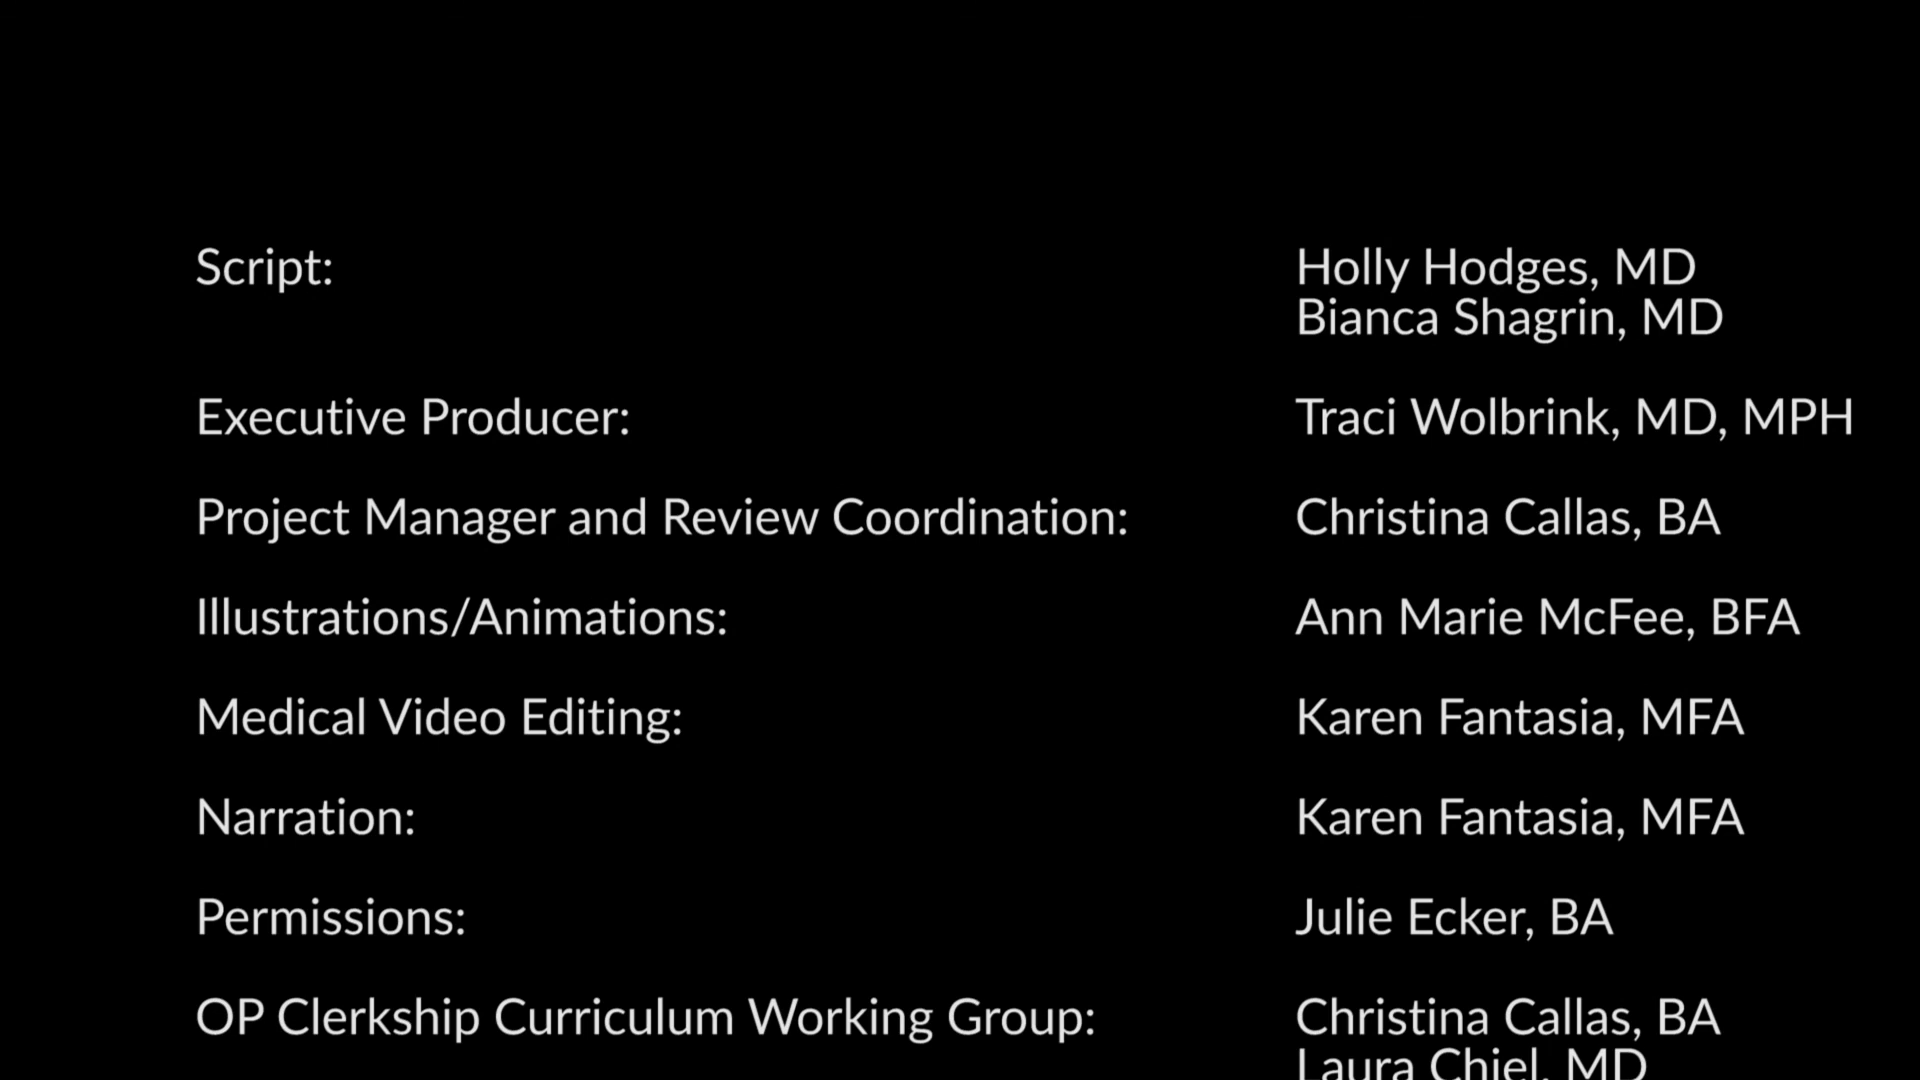 Script: Holly Hodges, MD
Bianca Shagrin, MD
Executive Producer: Traci Wolbrink, MD, MPH
Project Manager and Review Coordination: Christina Callas, BA
Illustrations/Animations: Ann Marie McFee, BFA
Medical Video Editing: Karen Fantasia, MFA
Narration: Karen Fantasia, MFA
Permissions: Julie Ecker, BA
OP Clerkship Curriculum Working Group: Christina Callas, BA
Laura Chiel, MD